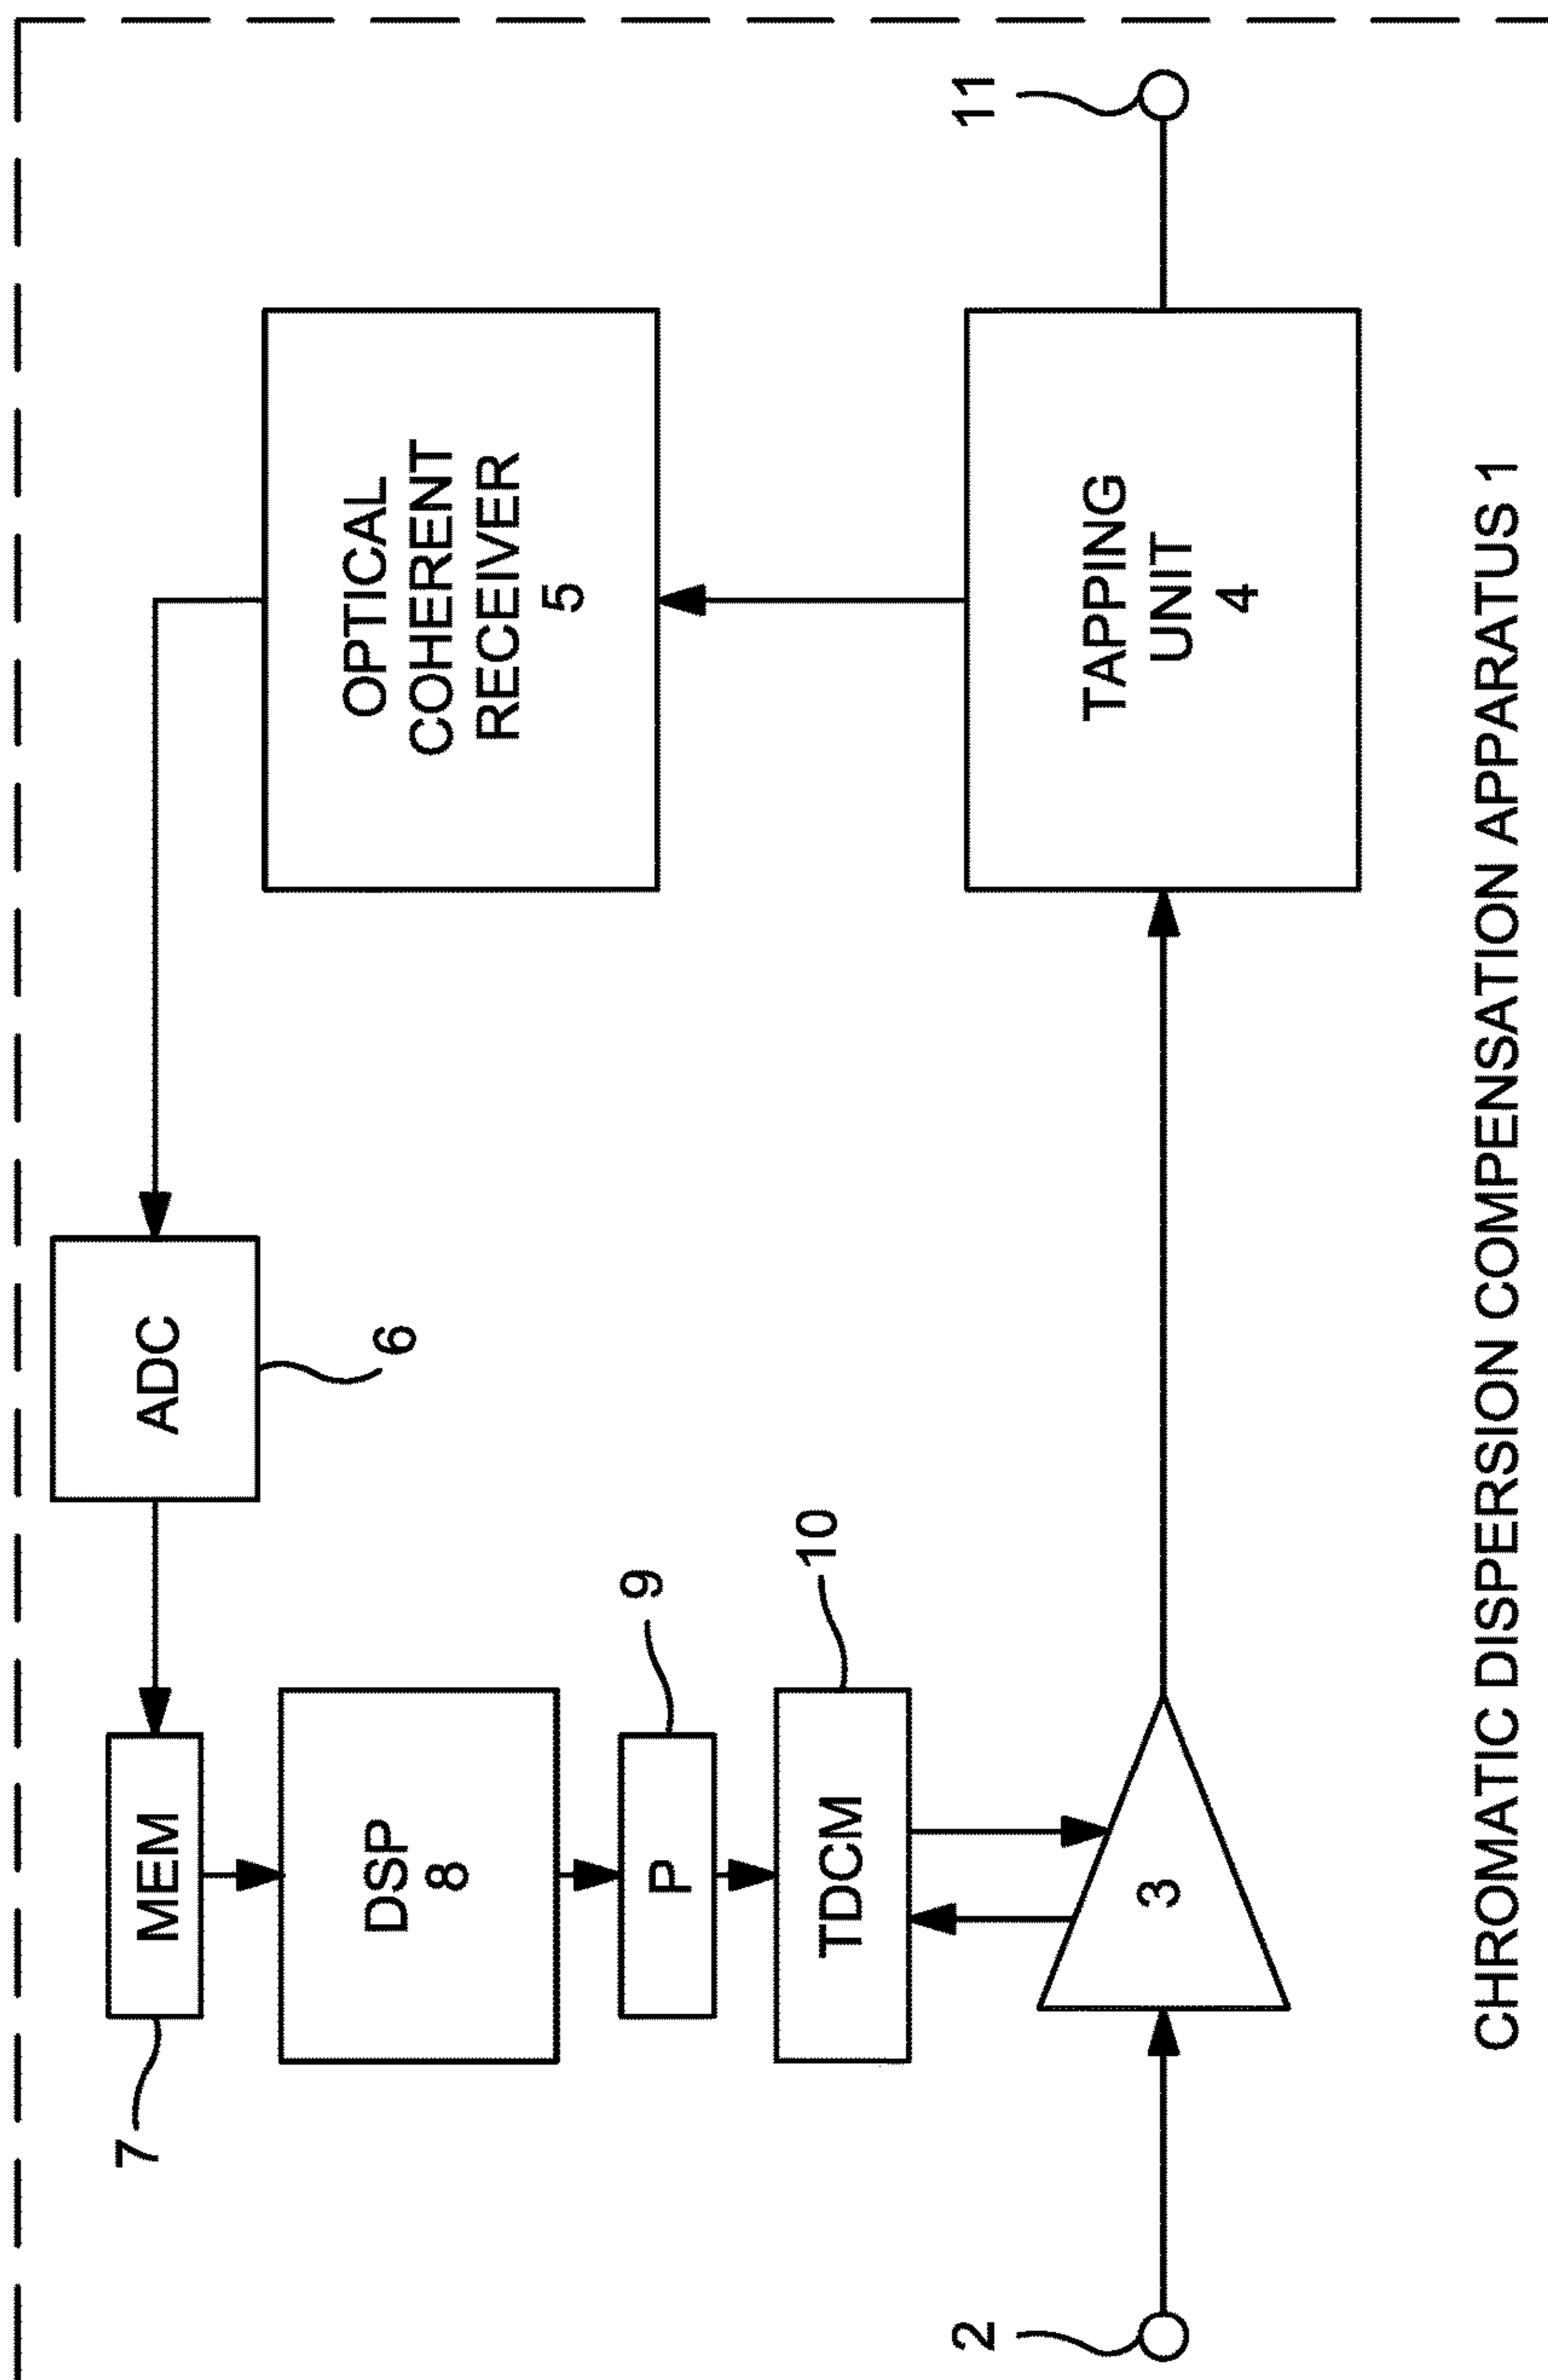 MEM
7
ADC
6
DSP
8
OPTICAL
COHERENT
RECEIVER
5
P
9
TDCM
10
2
3
TAPPING
UNIT
4
11
CHROMATIC DISPERSION COMPENSATION APPARATUS 1